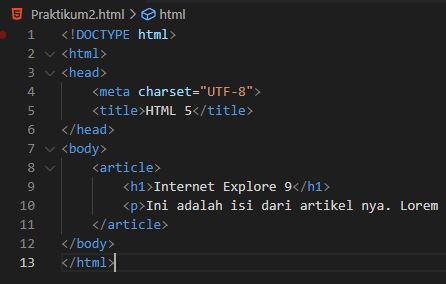 Praktikum2.html > html
1 <!DOCTYPE html>
2 <html>
3 <head>
4 <meta charset="UTF-8">
5 <title>HTML 5</title>
6 </head>
7 <body>
8 <article>
9 <h1>Internet Explore 9</h1>
10 <p>Ini adalah isi dari artikel nya. Lorem
11 </article>
12 </body>
13 </html>